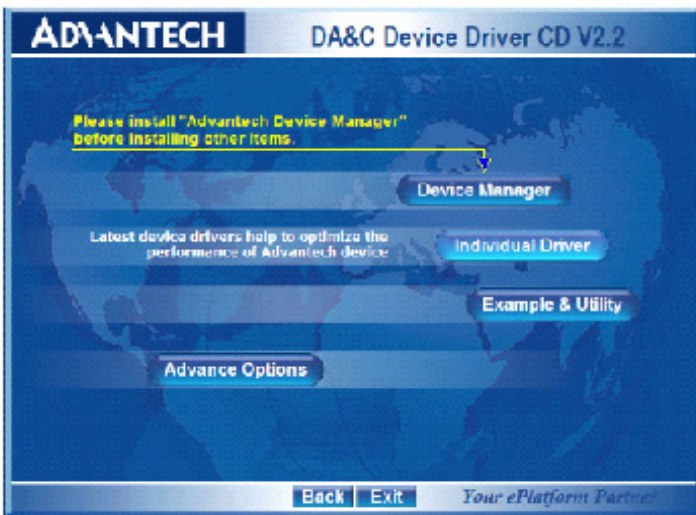 ADVANTECH
DA&C Device Driver CD V2.2
Please install "Advantech Device Manager"
before installing other items.
Device Manager
Latest device drivers help to optimize the
performance of Advantech device
Individual Driver
Example & Utility
Advance Options
Back Exit
Your ePlatform Partner